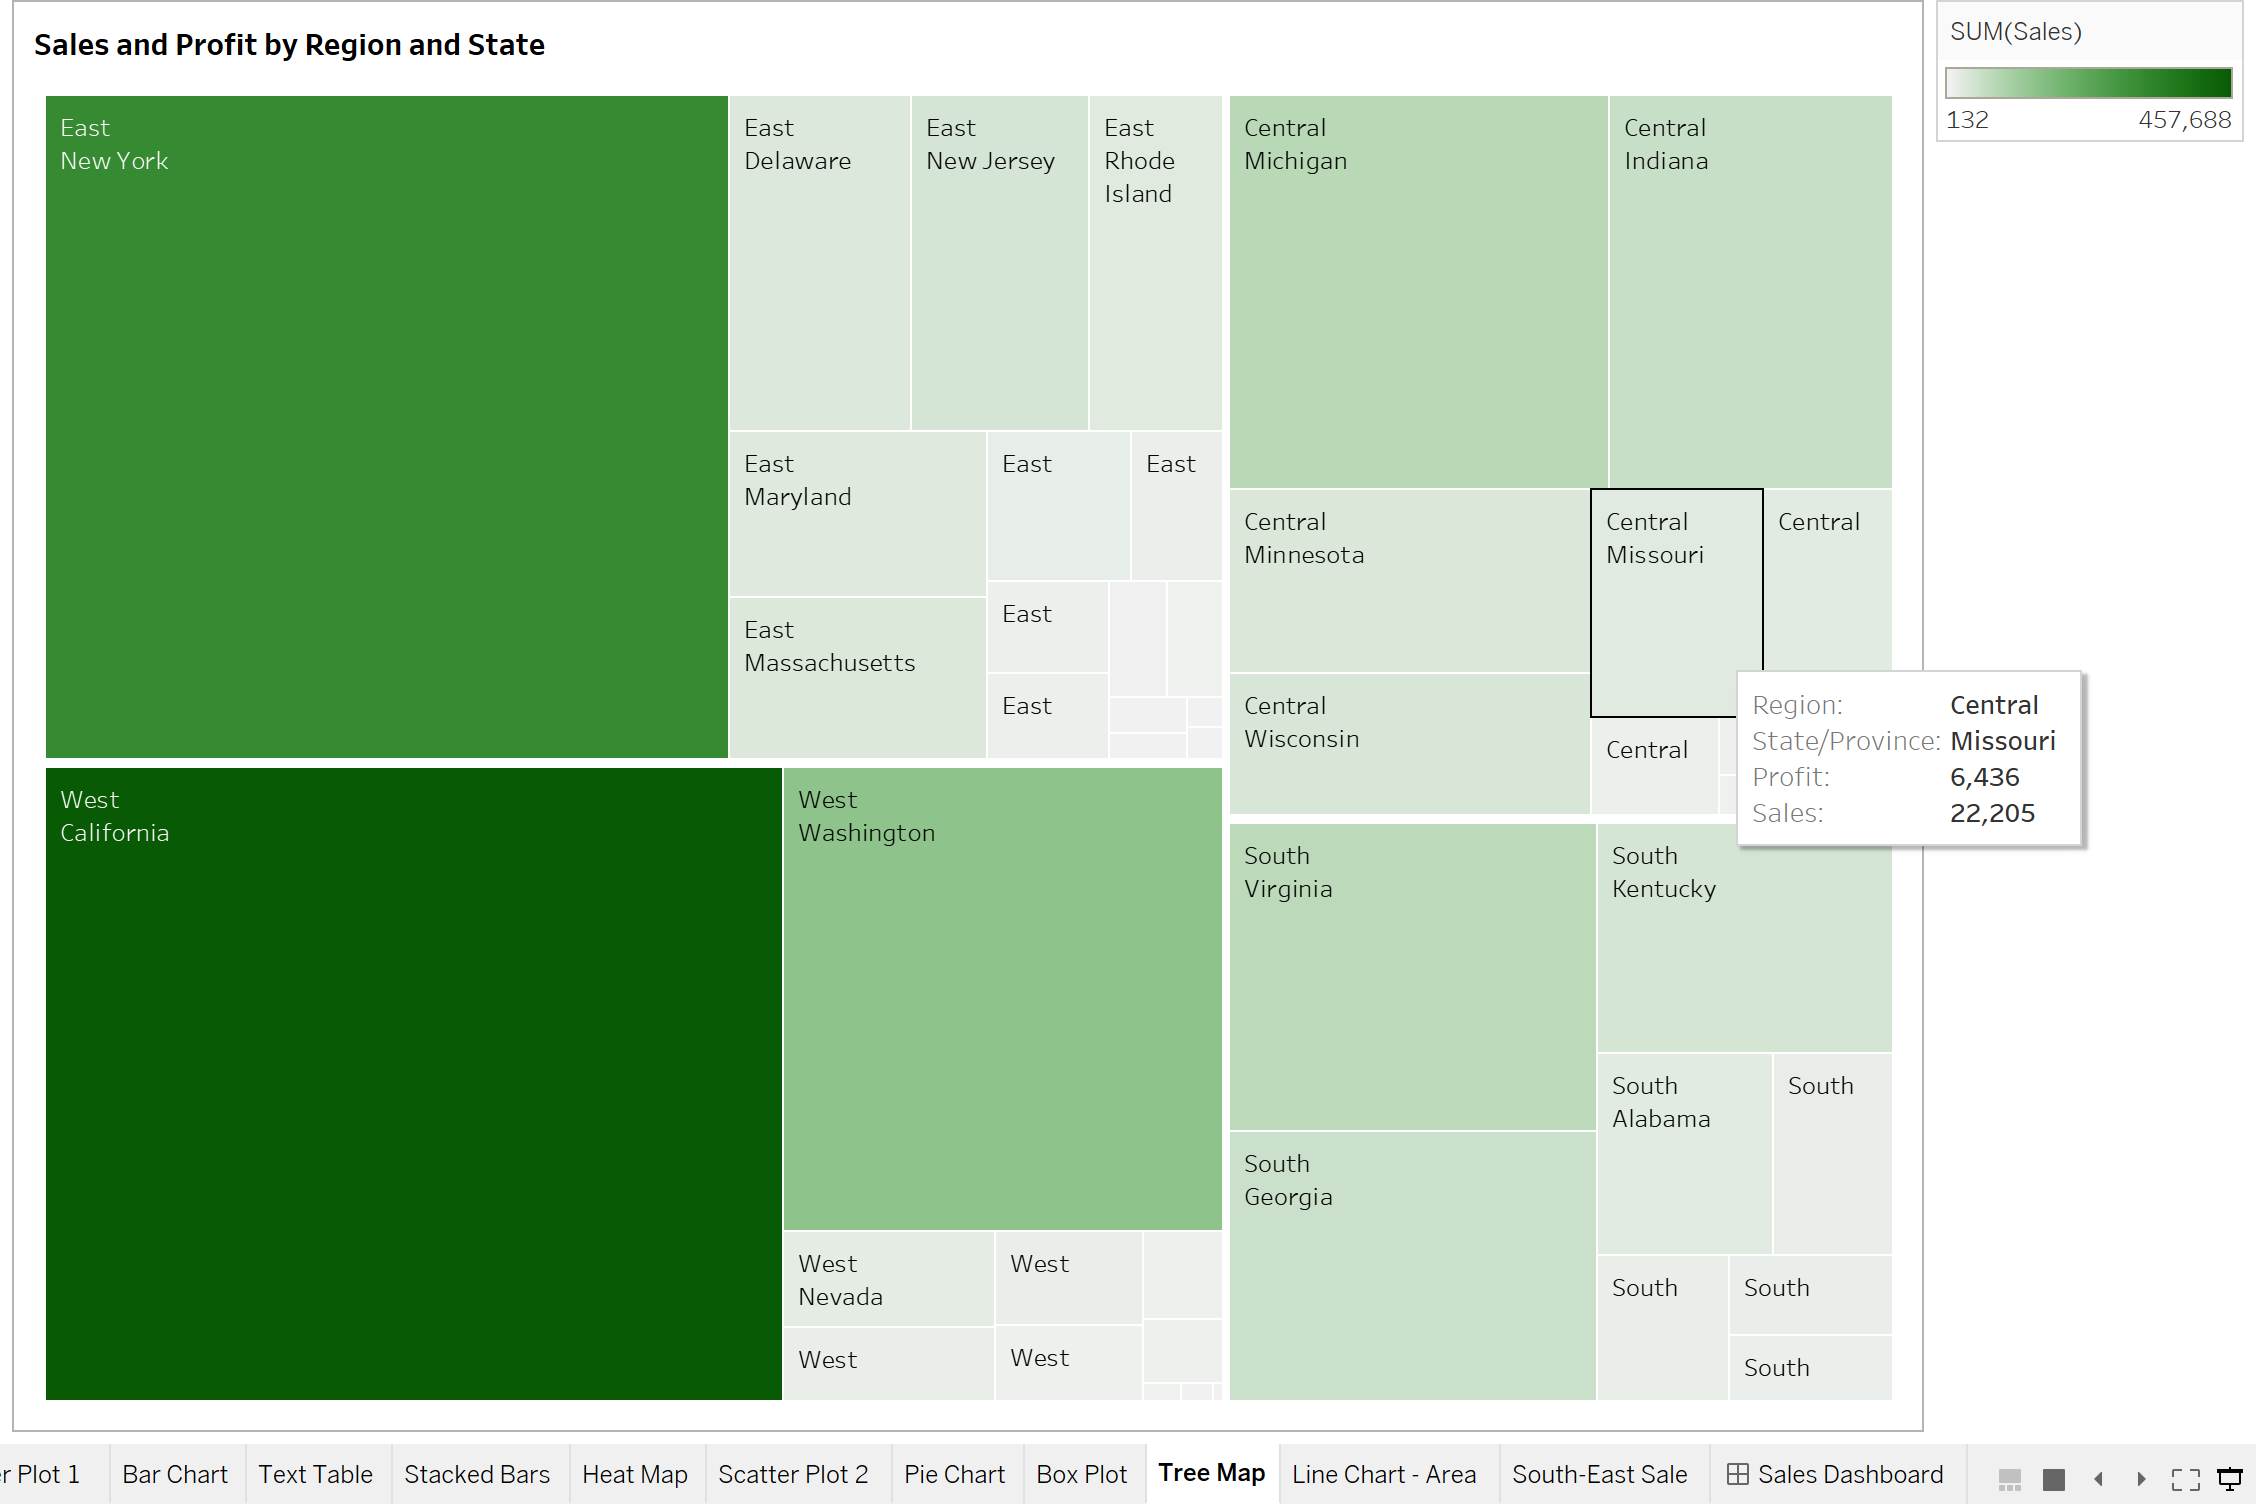 Sales and Profit by Region and State
SUM(Sales)
132 457,688
East
New York
East
Delaware
East
New Jersey
East
Rhode
Island
East
Maryland
East
East
East
Massachusetts
East
East
Central
Michigan
Central
Indiana
Central
Minnesota
Central
Missouri
Central
Central
Wisconsin
Central
Region: Central
State/Province: Missouri
Profit: 6,436
Sales: 22,205
West
California
West
Washington
West
Nevada
West
West
West
South
Virginia
South
Kentucky
South
Georgia
South
Alabama
South
South
South
South
r Plot 1 Bar Chart Text Table Stacked Bars Heat Map Scatter Plot 2 Pie Chart Box Plot Tree Map Line Chart - Area South-East Sale Sales Dashboard